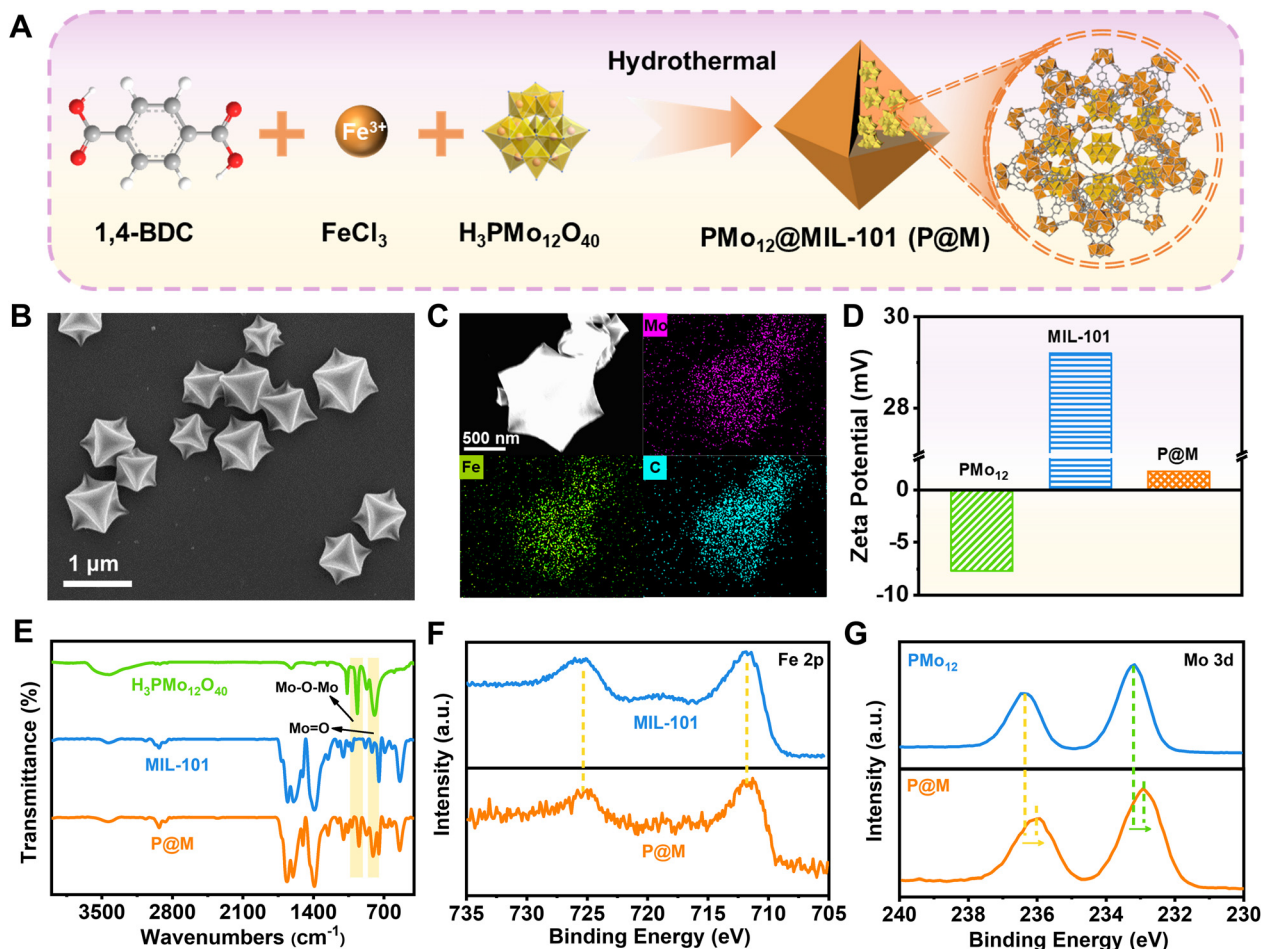 A
Hydrothermal
Fe³⁺
1,4-BDC
FeCl₃
H₃PMo₁₂O₄₀
PMo₁₂@MIL-101 (P@M)
B
1 μm
C
Mo
500 nm
Fe
C
D
Zeta Potential (mV)
30
28
0
-5
-10
PMo₁₂
MIL-101
P@M
E
Transmittance (%)
H₃PMo₁₂O₄₀
Mo-O-Mo
Mo=O
MIL-101
P@M
3500 2800 2100 1400 700
Wavenumbers (cm⁻¹)
F
Fe 2p
Intensity (a.u.)
MIL-101
P@M
735 730 725 720 715 710 705
Binding Energy (eV)
G
Mo 3d
Intensity (a.u.)
PMo₁₂
P@M
240 238 236 234 232 230
Binding Energy (eV)